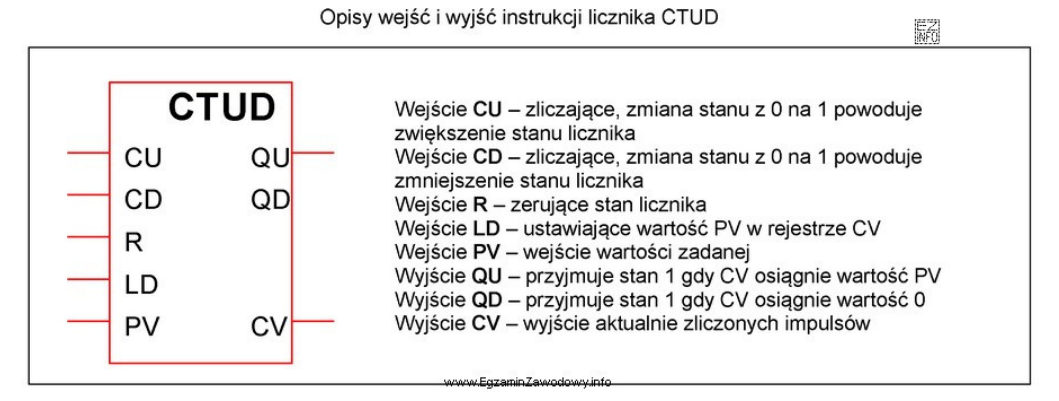 Opisy wejść i wyjść instrukcji licznika CTUD
EZ
INFO
CTUD
CU QU
CD QD
R
LD
PV CV
Wejście CU – zliczające, zmiana stanu z 0 na 1 powoduje
zwiększenie stanu licznika
Wejście CD – zliczające, zmiana stanu z 0 na 1 powoduje
zmniejszenie stanu licznika
Wejście R – zerujące stan licznika
Wejście LD – ustawiające wartość PV w rejestrze CV
Wejście PV – wejście wartości zadanej
Wyjście QU – przyjmuje stan 1 gdy CV osiągnie wartość PV
Wyjście QD – przyjmuje stan 1 gdy CV osiągnie wartość 0
Wyjście CV – wyjście aktualnie zliczonych impulsów
www.EgzaminZawodowy.info